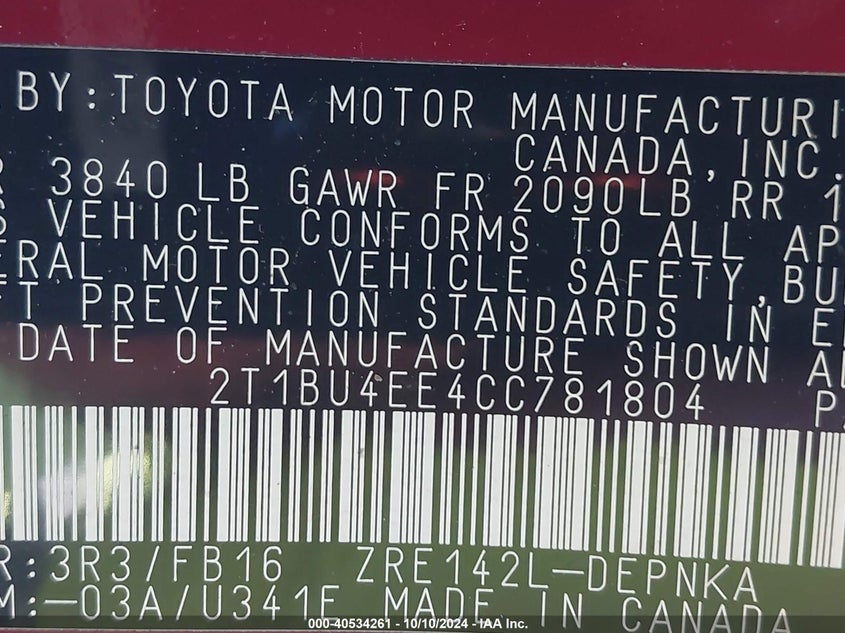 BY:TOYOTA MOTOR MANUFACTURI
CANADA, INC.
R 3840 LB GAWR FR 2090LB RR 1
S VEHICLE CONFORMS TO ALL AP
ERAL MOTOR VEHICLE SAFETY, BU
FT PREVENTION STANDARDS IN E
DATE OF MANUFACTURE SHOWN A
2T1BU4EE4CC781804 P
R:3R3/FB16 ZRE142L-DEPNKA
M:-03A/U341F MADE IN CANADA
000-40534261 - 10/10/2024 - IAA Inc.